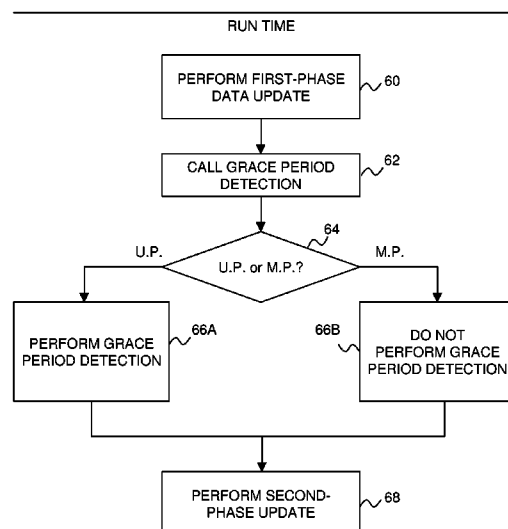 RUN TIME
PERFORM FIRST-PHASE
DATA UPDATE
60
CALL GRACE PERIOD
DETECTION
62
64
U.P.
U.P. or M.P.?
M.P.
PERFORM GRACE
PERIOD DETECTION
66A
66B
DO NOT
PERFORM GRACE
PERIOD DETECTION
PERFORM SECOND-
PHASE UPDATE
68